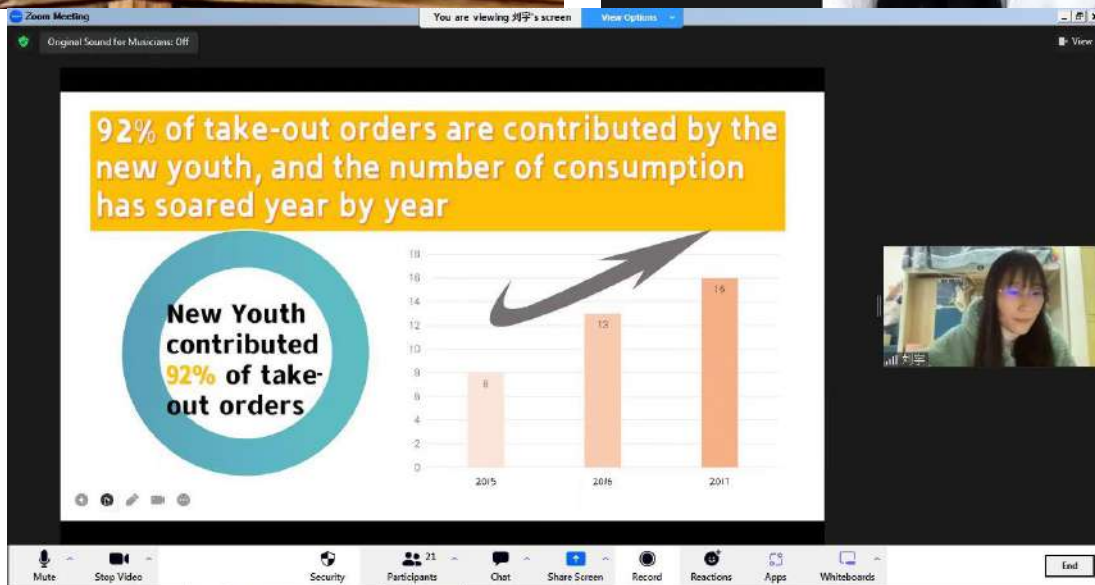 Zoom Meeting
You are viewing 刘宇's screen
View Options
Original Sound for Musicians: Off
View
92% of take-out orders are contributed by the
new youth, and the number of consumption
has soared year by year
New Youth
contributed
92% of take-
out orders
18
16
14
12
10
8
6
4
2
0
8
13
16
2015
2016
2017
刘宇
Mute
Stop Video
Security
Participants
21
Chat
Share Screen
Record
Reactions
Apps
Whiteboards
End